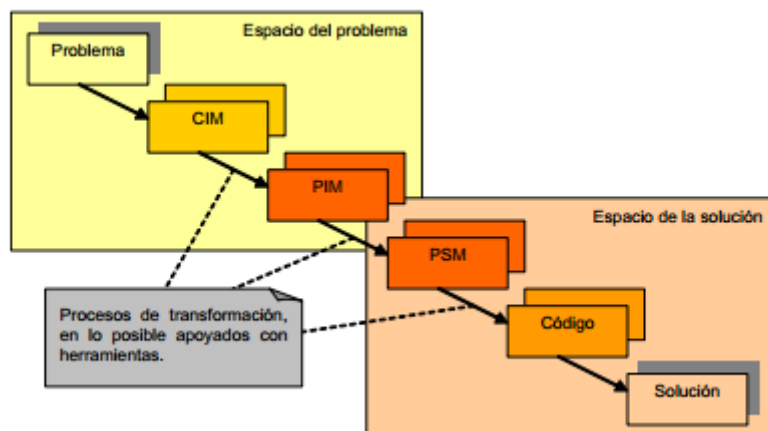 Espacio del problema
Problema
CIM
PIM
Espacio de la solución
PSM
Procesos de transformación,
en lo posible apoyados con
herramientas.
Código
Solución